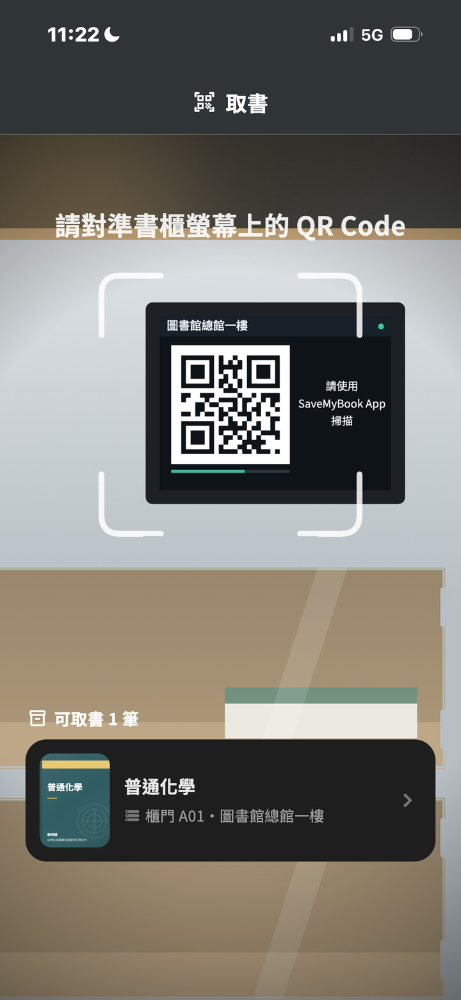 11:22
5G
取書
請對準書櫃螢幕上的 QR Code
圖書館總館一樓
請使用
SaveMyBook App
掃描
可取書 1 筆
普通化學
普通化學
櫃門 A01・圖書館總館一樓